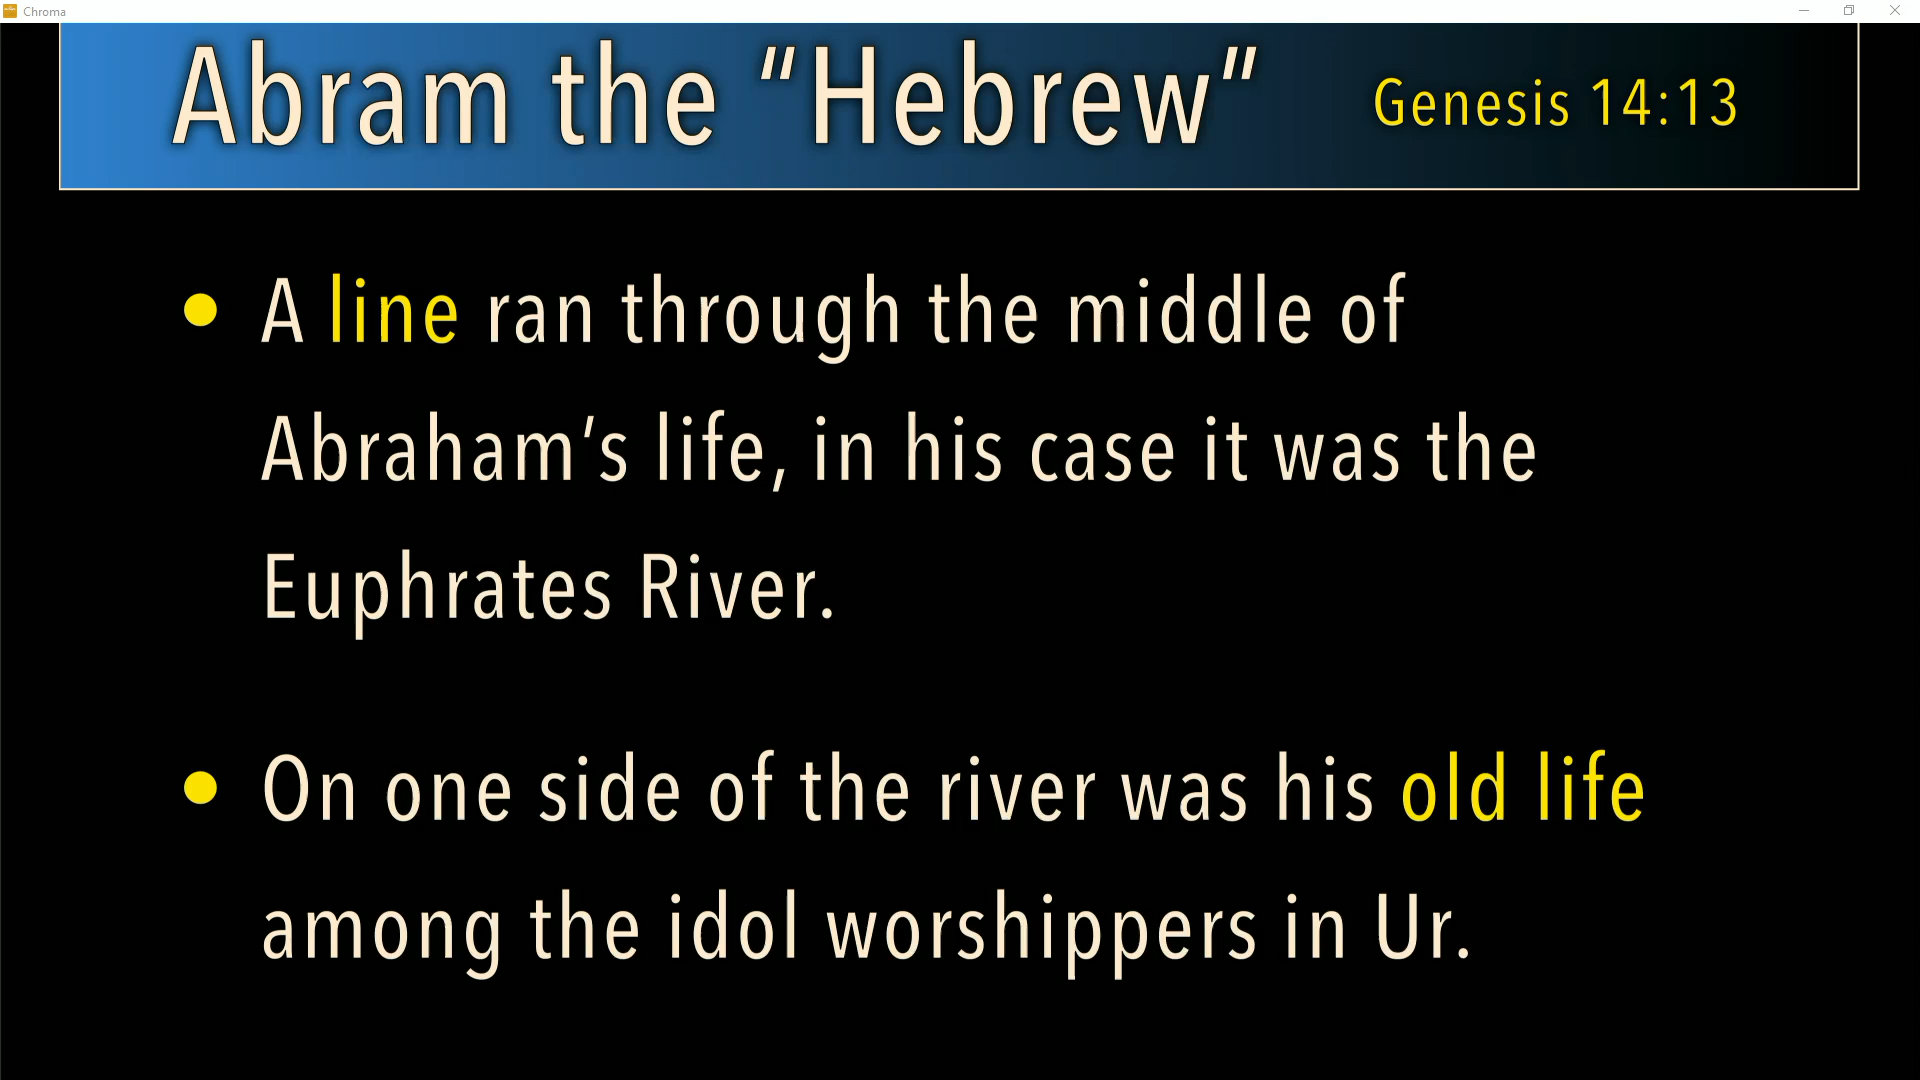 Chroma
Abram the “Hebrew”
Genesis 14:13
• A line ran through the middle of
Abraham’s life, in his case it was the
Euphrates River.
• On one side of the river was his old life
among the idol worshippers in Ur.